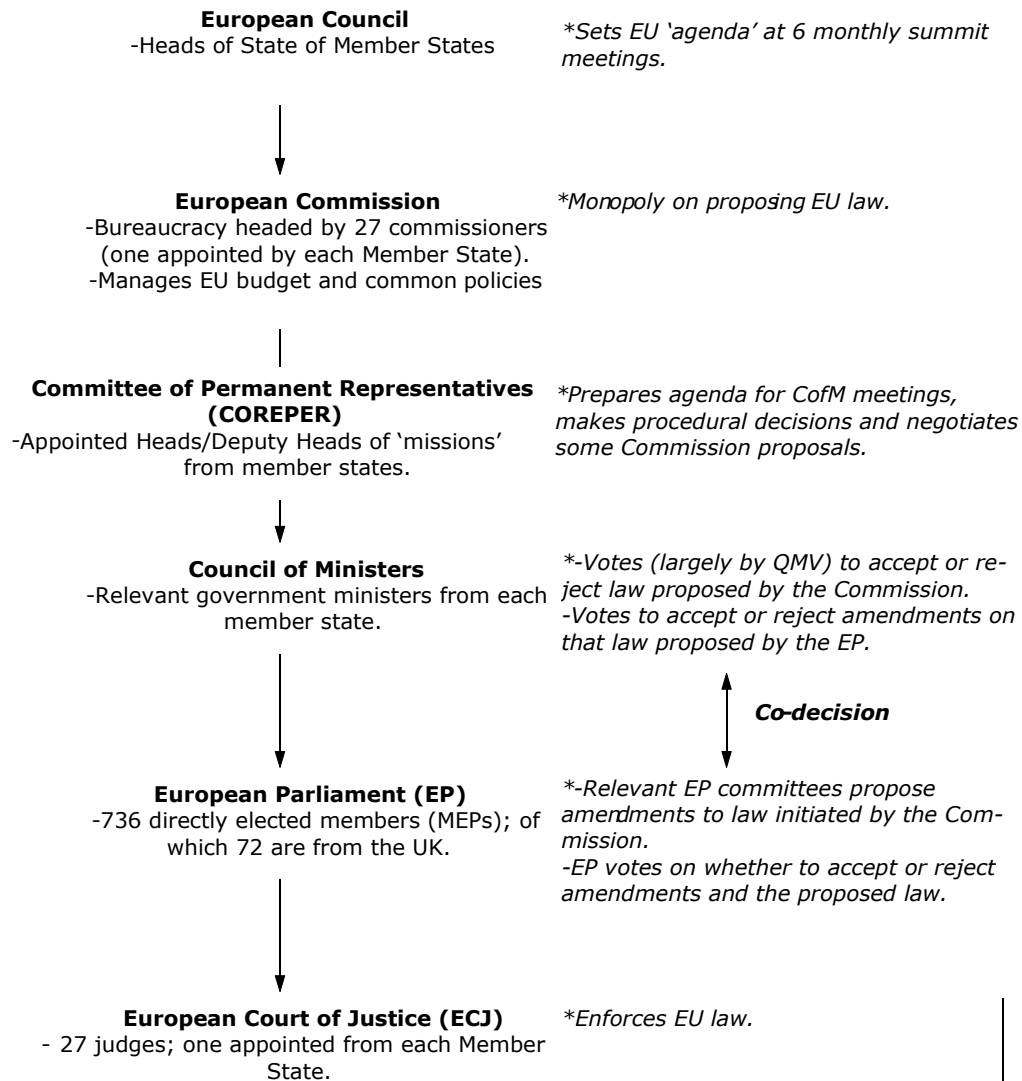 European Council
-Heads of State of Member States
*Sets EU ‘agenda’ at 6 monthly summit
meetings.
European Commission
-Bureaucracy headed by 27 commissioners
(one appointed by each Member State).
-Manages EU budget and common policies
*Monopoly on proposing EU law.
Committee of Permanent Representatives
(COREPER)
-Appointed Heads/Deputy Heads of ‘missions’
from member states.
*Prepares agenda for CofM meetings,
makes procedural decisions and negotiates
some Commission proposals.
Council of Ministers
-Relevant government ministers from each
member state.
*-Votes (largely by QMV) to accept or re-
ject law proposed by the Commission.
-Votes to accept or reject amendments on
that law proposed by the EP.
Co-decision
European Parliament (EP)
-736 directly elected members (MEPs); of
which 72 are from the UK.
*-Relevant EP committees propose
amendments to law initiated by the Com-
mission.
-EP votes on whether to accept or reject
amendments and the proposed law.
European Court of Justice (ECJ)
- 27 judges; one appointed from each Member
State.
*Enforces EU law.